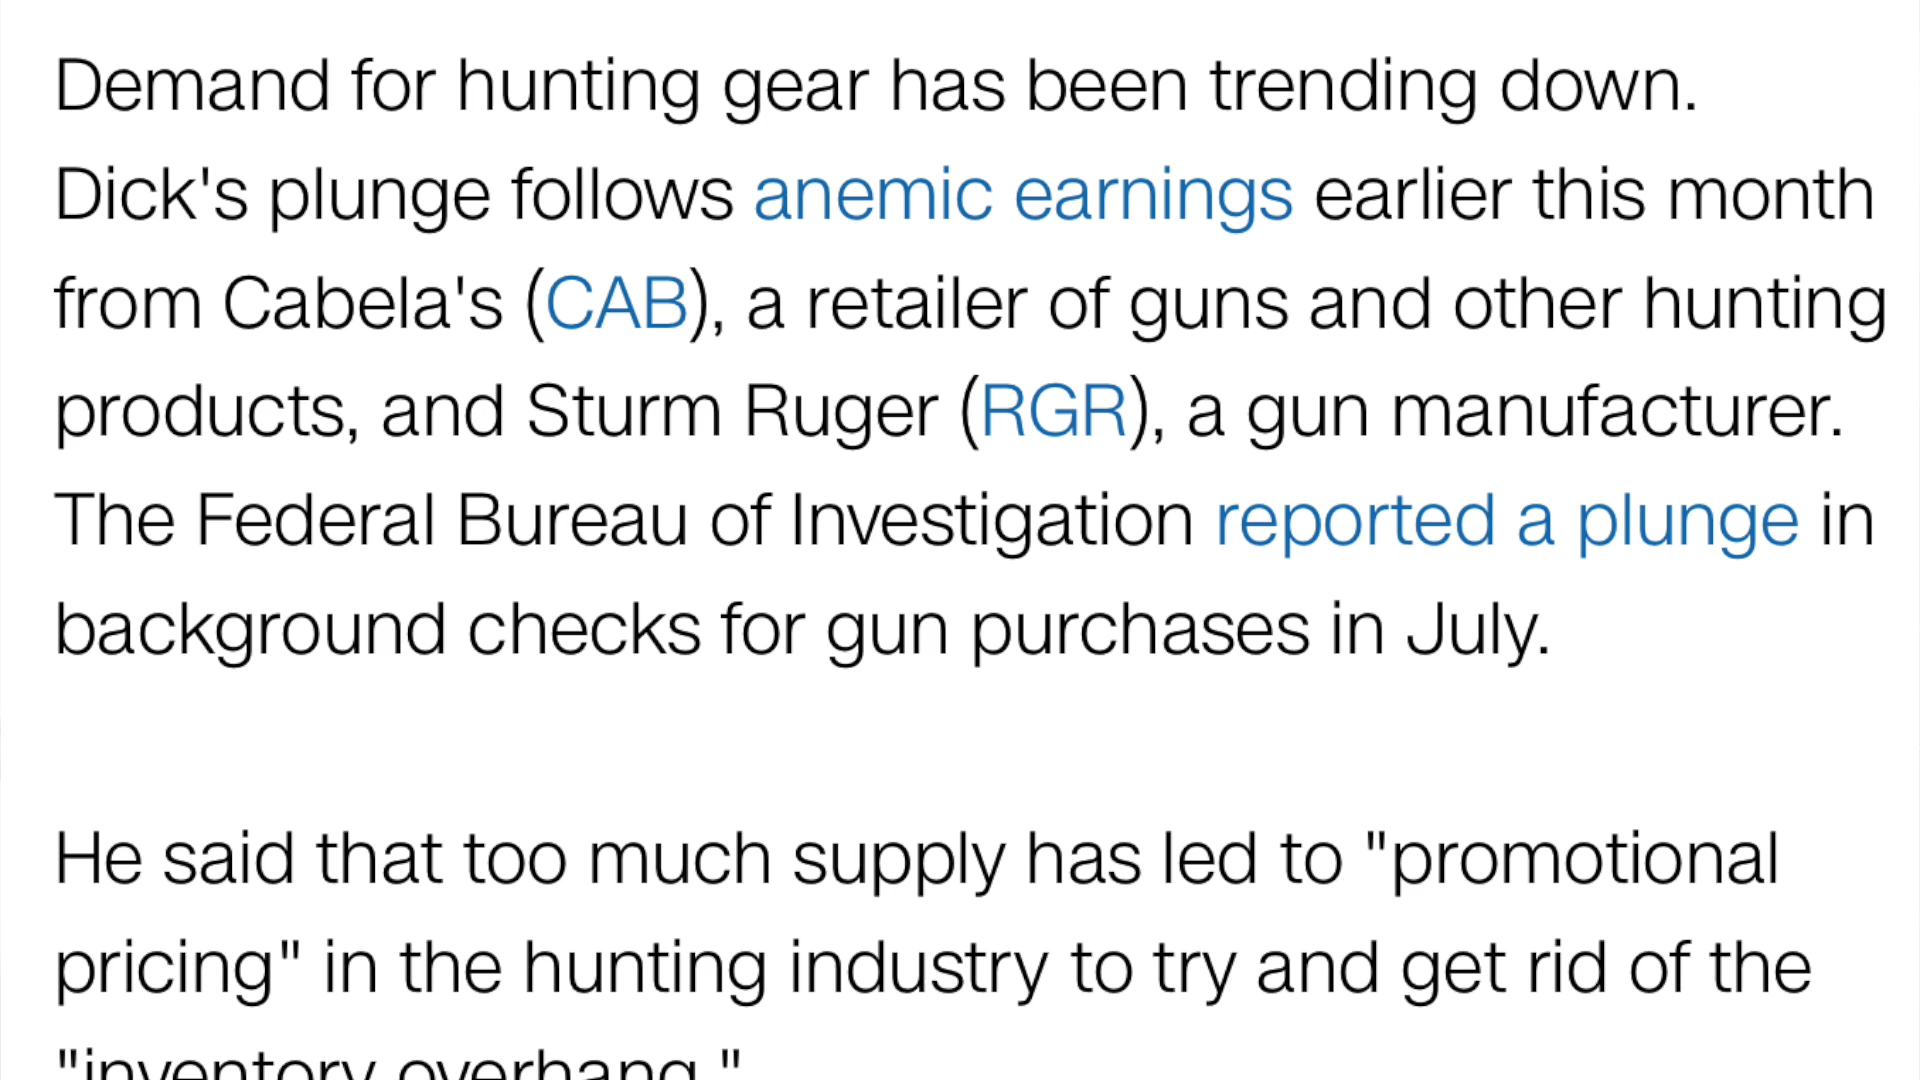 Demand for hunting gear has been trending down.
Dick's plunge follows anemic earnings earlier this month
from Cabela's (CAB), a retailer of guns and other hunting
products, and Sturm Ruger (RGR), a gun manufacturer.
The Federal Bureau of Investigation reported a plunge in
background checks for gun purchases in July.
He said that too much supply has led to "promotional
pricing" in the hunting industry to try and get rid of the
"inventory overhang."